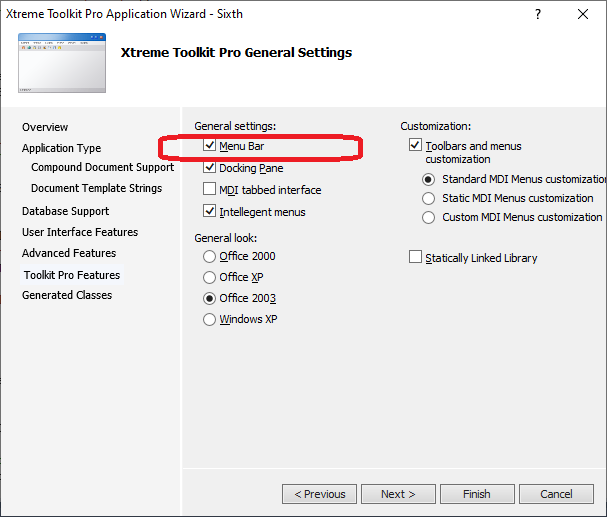 Xtreme Toolkit Pro Application Wizard - Sixth
Xtreme Toolkit Pro General Settings
Overview
Application Type
Compound Document Support
Document Template Strings
Database Support
User Interface Features
Advanced Features
Toolkit Pro Features
Generated Classes
General settings:
Menu Bar
Docking Pane
MDI tabbed interface
Intellegent menus
General look:
Office 2000
Office XP
Office 2003
Windows XP
Customization:
Toolbars and menus
customization
Standard MDI Menus customization
Static MDI Menus customization
Custom MDI Menus customization
Statically Linked Library
< Previous
Next >
Finish
Cancel